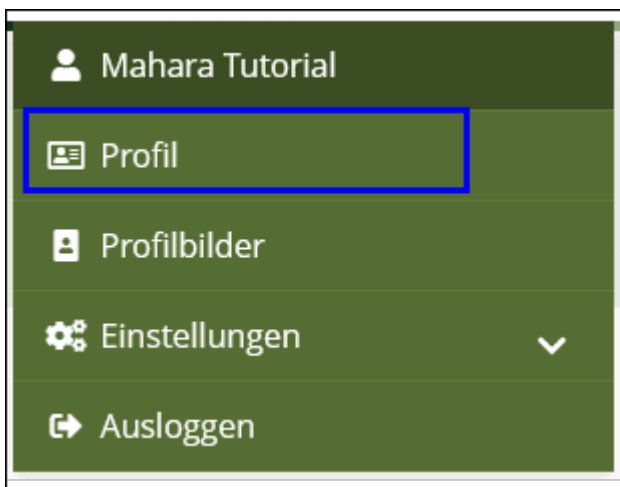 Mahara Tutorial
Profil
Profilbilder
Einstellungen
Ausloggen